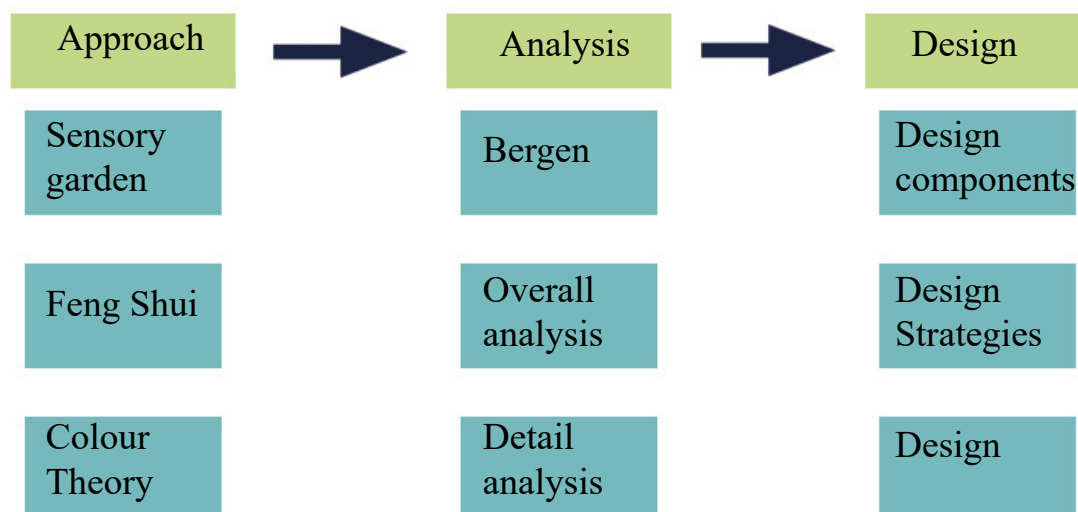 Approach
Analysis
Design
Sensory
garden
Bergen
Design
components
Feng Shui
Overall
analysis
Design
Strategies
Colour
Theory
Detail
analysis
Design